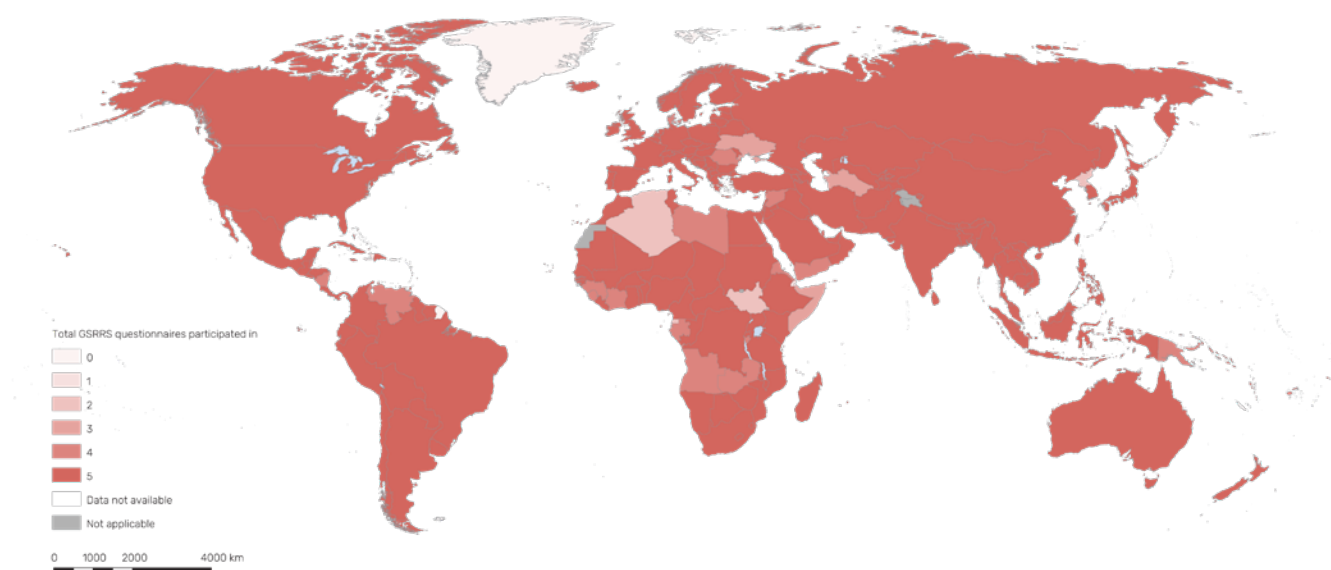 Total GSRRS questionnaires participated in
0
1
2
3
4
5
Data not available
Not applicable
0 1000 2000 4000 km